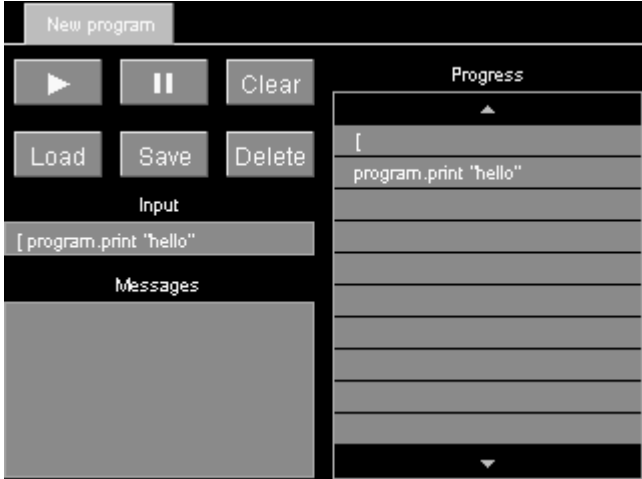 New program
Clear
Load
Save
Delete
Input
[ program.print "hello"
Messages
Progress
[
program.print "hello"